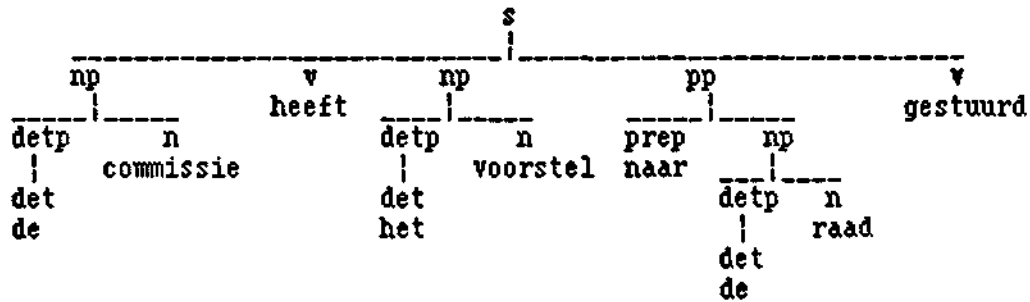 s
np v np pp v
heeft gestuurd
detp n detp n prep np
commissie voorstel naar
det det detp n
de het raad
det
de